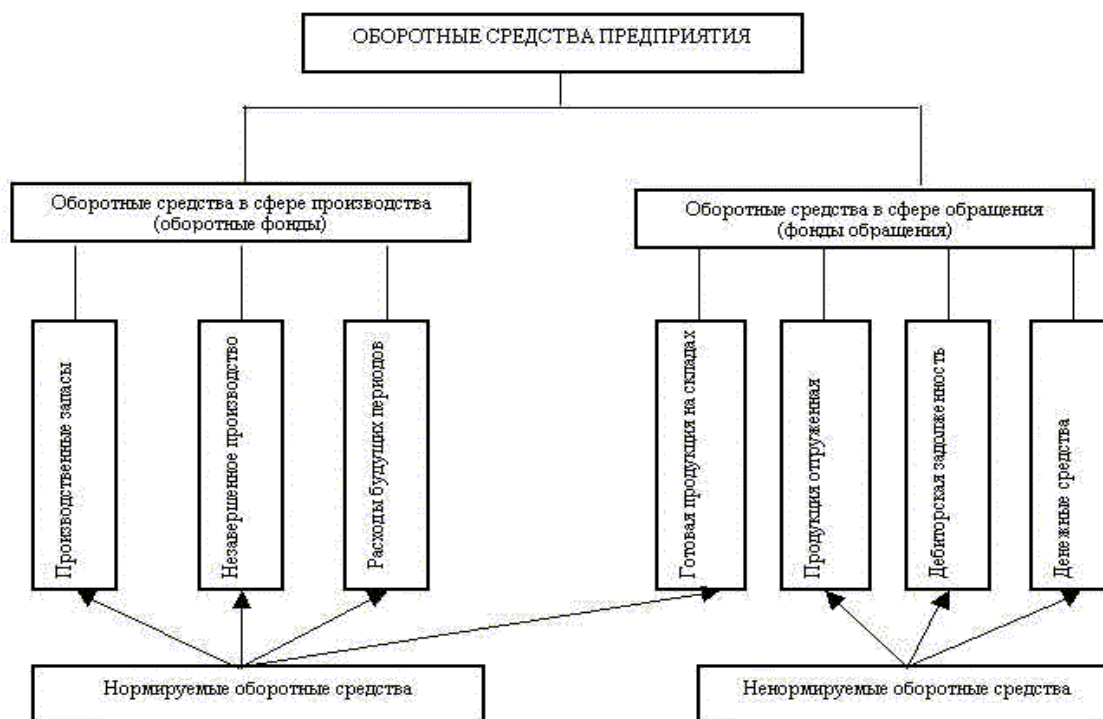 ОБОРОТНЫЕ СРЕДСТВА ПРЕДПРИЯТИЯ
Оборотные средства в сфере производства
(оборотные фонды)
Оборотные средства в сфере обращения
(фонды обращения)
Производственные запасы
Незавершенное производство
Расходы будущих периодов
Готовая продукция на складах
Продукция отгруженная
Дебиторская задолженность
Денежные средства
Нормируемые оборотные средства
Ненормируемые оборотные средства